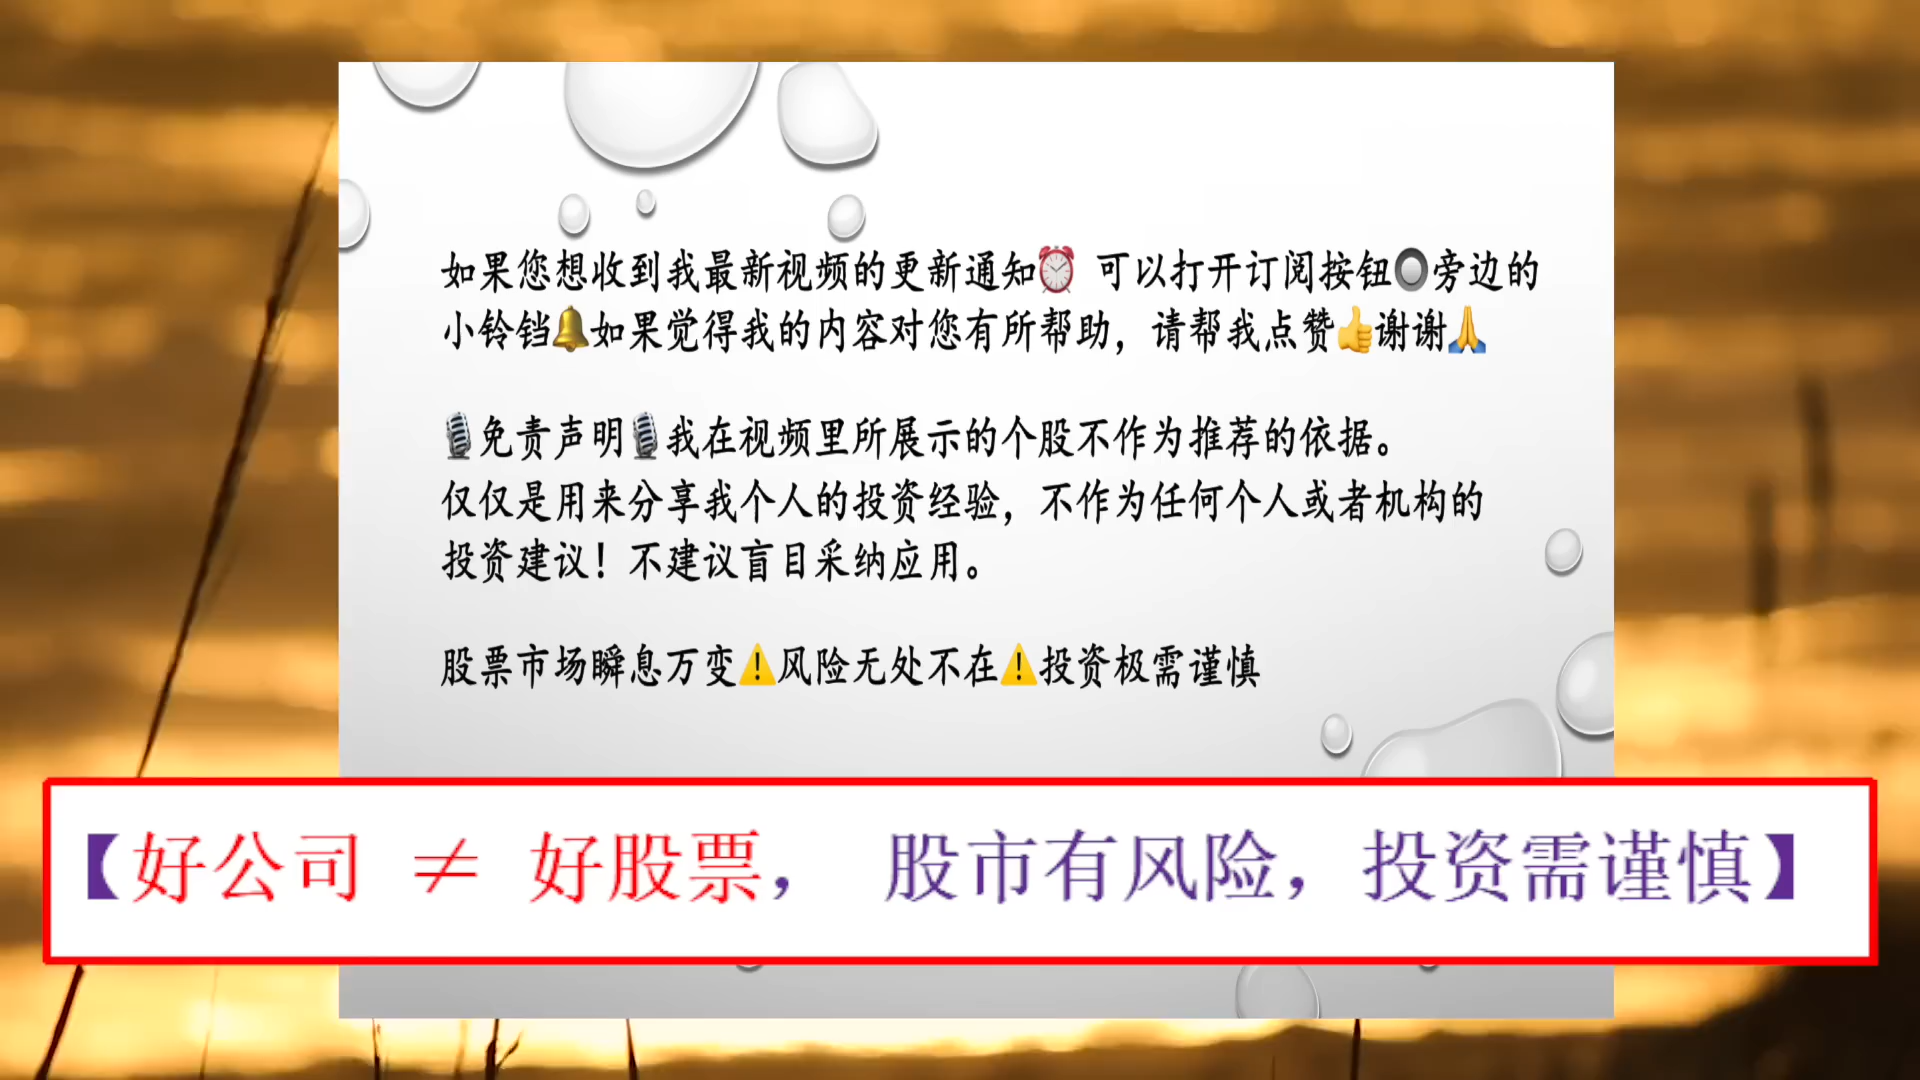 如果您想收到我最新视频的更新通知⏰ 可以打开订阅按钮🔘旁边的
小铃铛🔔如果觉得我的内容对您有所帮助，请帮我点赞👍谢谢🙏
🎙免责声明🎙我在视频里所展示的个股不作为推荐的依据。
仅仅是用来分享我个人的投资经验，不作为任何个人或者机构的
投资建议！不建议盲目采纳应用。
股票市场瞬息万变⚠️风险无处不在⚠️投资极需谨慎
【好公司 ≠ 好股票， 股市有风险，投资需谨慎】